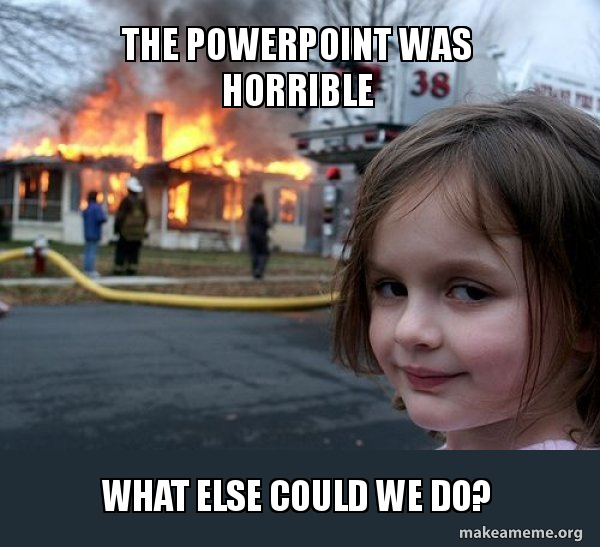 THE POWERPOINT WAS
HORRIBLE
38
WHAT ELSE COULD WE DO?
makeameme.org